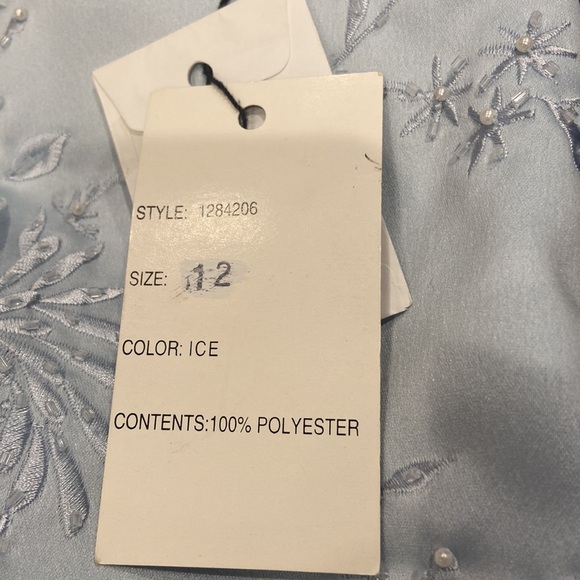 STYLE: 1284206
SIZE: 12
COLOR: ICE
CONTENTS:100% POLYESTER